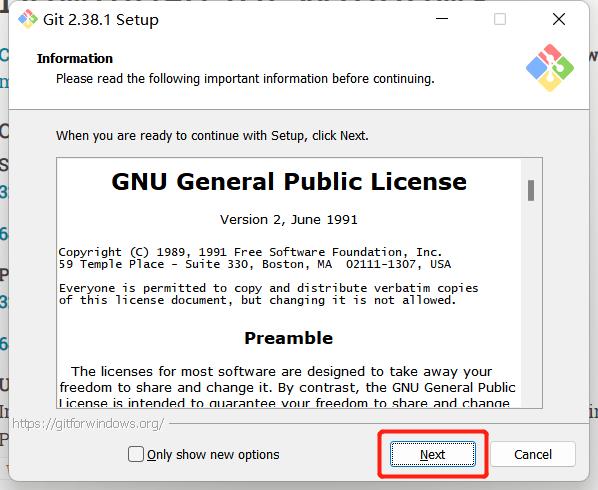 Git 2.38.1 Setup
Information
Please read the following important information before continuing.
When you are ready to continue with Setup, click Next.
GNU General Public License
Version 2, June 1991
Copyright (C) 1989, 1991 Free Software Foundation, Inc.
59 Temple Place - Suite 330, Boston, MA  02111-1307, USA
Everyone is permitted to copy and distribute verbatim copies
of this license document, but changing it is not allowed.
Preamble
The licenses for most software are designed to take away your
freedom to share and change it. By contrast, the GNU General Public
License is intended to guarantee your freedom to share and change
https://gitforwindows.org/
Only show new options
Next
Cancel